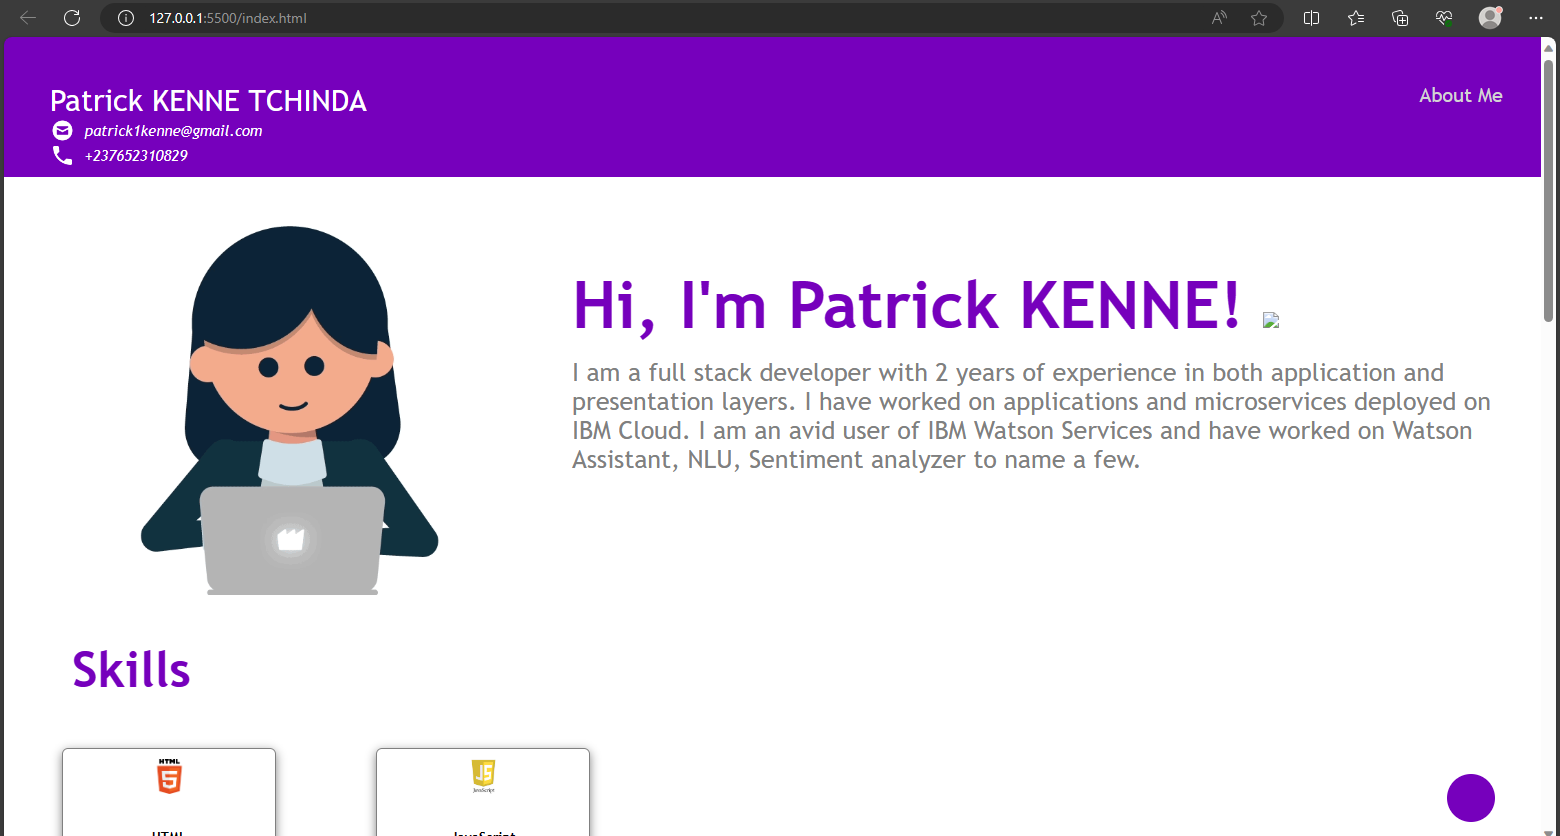 127.0.0.1:5500/index.html
Patrick KENNE TCHINDA
About Me
patrick1kenne@gmail.com
+237652310829
Hi, I'm Patrick KENNE!
I am a full stack developer with 2 years of experience in both application and
presentation layers. I have worked on applications and microservices deployed on
IBM Cloud. I am an avid user of IBM Watson Services and have worked on Watson
Assistant, NLU, Sentiment analyzer to name a few.
Skills
HTML
5
JS
JavaScript
HTML
JavaScript